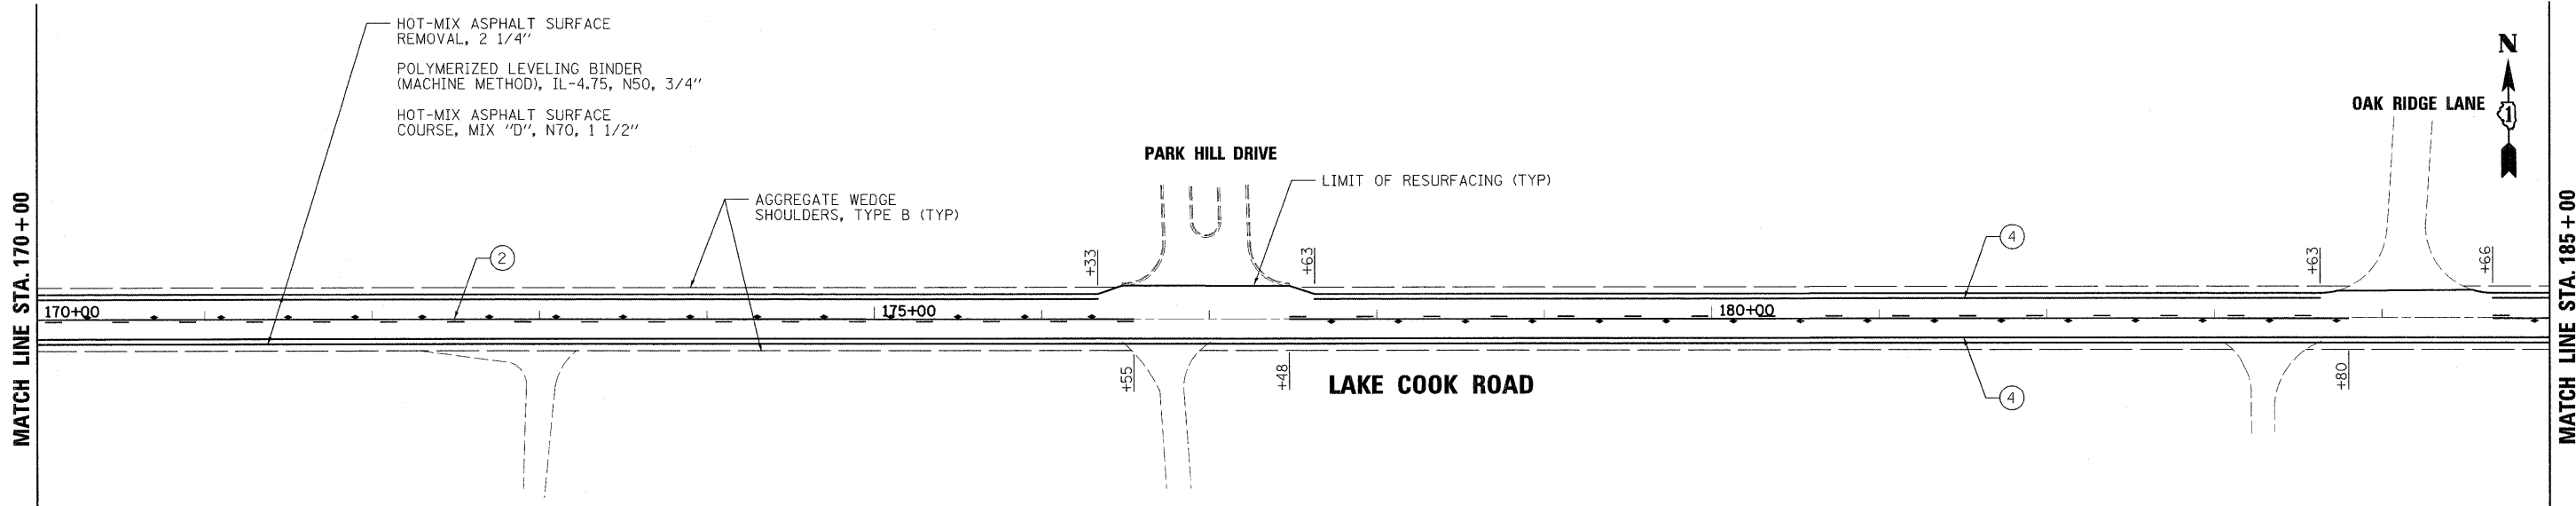 HOT-MIX ASPHALT SURFACE
REMOVAL, 2 1/4"
POLYMERIZED LEVELING BINDER
(MACHINE METHOD), IL-4.75, N50, 3/4"
HOT-MIX ASPHALT SURFACE
COURSE, MIX "D", N70, 1 1/2"
N
1
OAK RIDGE LANE
PARK HILL DRIVE
LIMIT OF RESURFACING (TYP)
AGGREGATE WEDGE
SHOULDERS, TYPE B (TYP)
MATCH LINE STA. 170+00
MATCH LINE STA. 185+00
2
4
+33
+63
+63
+66
170+00
175+00
180+00
+55
+48
+80
LAKE COOK ROAD
4